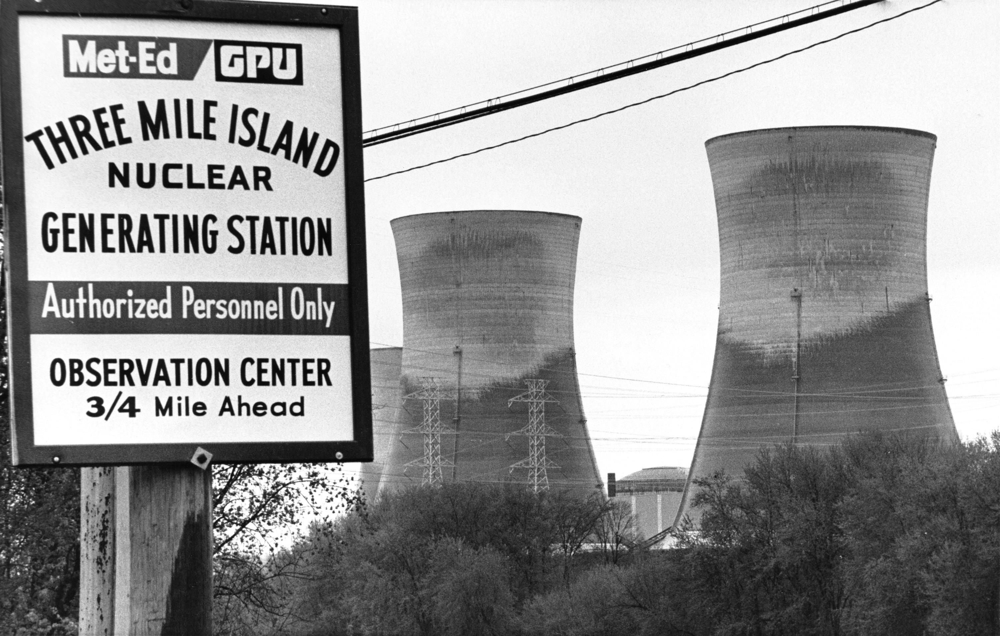 Met-Ed GPU
THREE MILE ISLAND
NUCLEAR
GENERATING STATION
Authorized Personnel Only
OBSERVATION CENTER
3/4 Mile Ahead